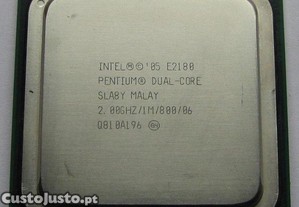 INTEL®©'05 E2180
PENTIUM® DUAL-CORE
SLA8Y MALAY
2.00GHZ/1M/800/06
Q810A196
CustoJusto.pt